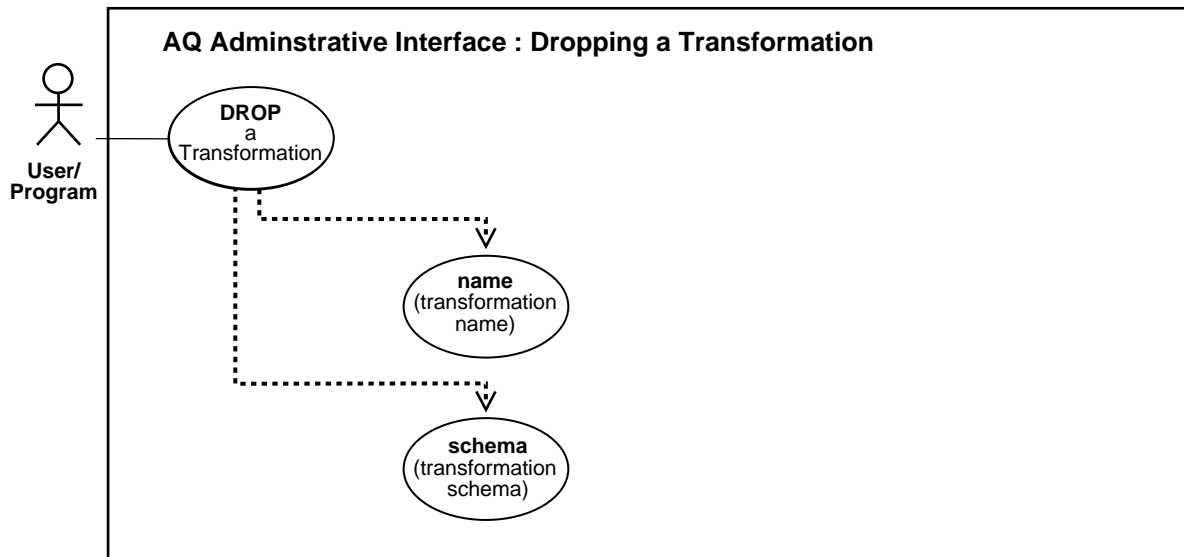 AQ Adminstrative Interface : Dropping a Transformation
DROP
a
Transformation
User/
Program
name
(transformation
name)
schema
(transformation
schema)